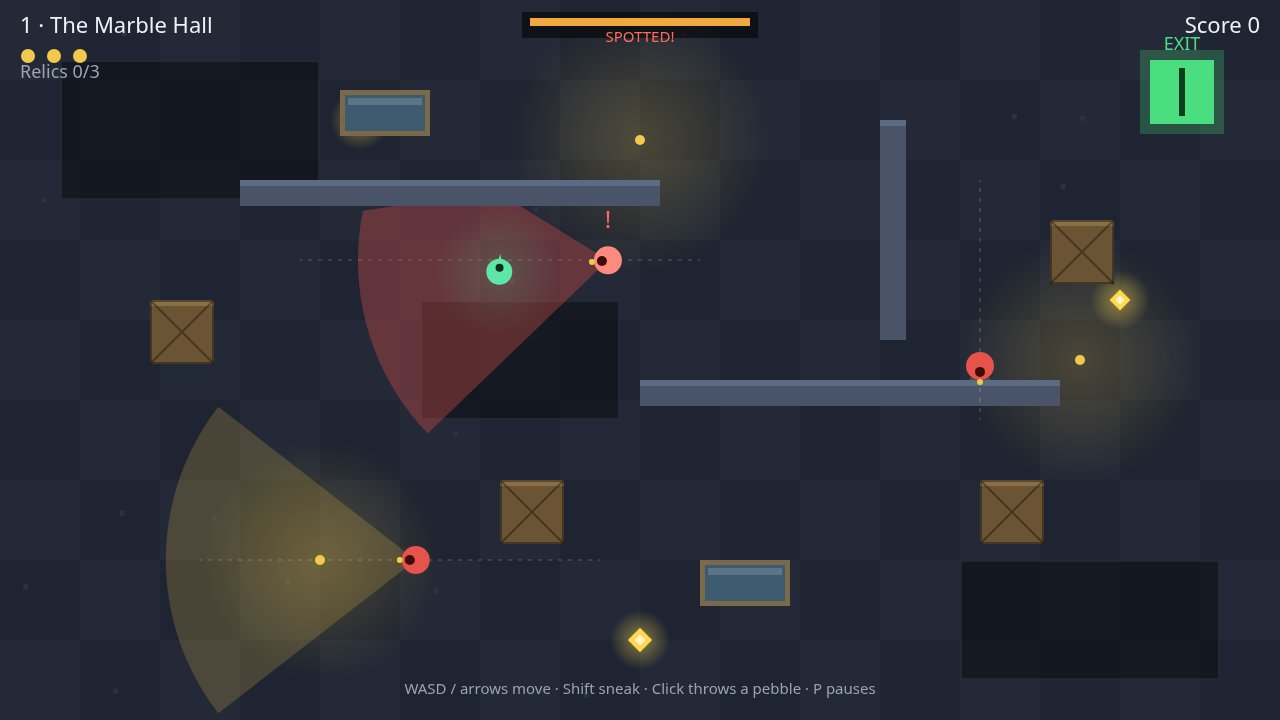 1 · The Marble Hall
SPOTTED!
Score 0
EXIT
Relics 0/3
!
WASD / arrows move · Shift sneak · Click throws a pebble · P pauses